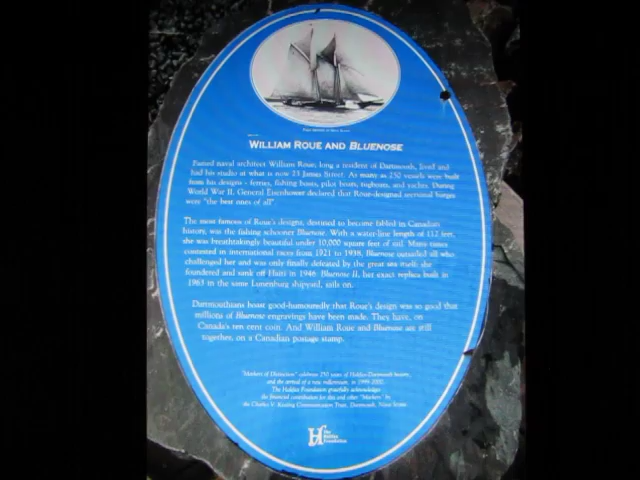 WILLIAM ROUE AND BLUENOSE
Famed naval architect William Roue, long a resident of Dartmouth, lived and
had his studio at what is now 23 James Street. As many as 250 vessels were built
from his designs - ferries, fishing boats, pilot boats, tugboats, and yachts. During
World War II, General Eisenhower declared that Roue-designed sectional barges
were "the best ones of all".
The most famous of Roue's designs, destined to become fabled in Canadian
history, was the fishing schooner Bluenose. With a water-line length of 112 feet,
she was breathtakingly beautiful under 10,000 square feet of sail. Many times
contested in international races from 1921 to 1938, Bluenose outsailed all who
challenged her and was only finally defeated by the great sea itself: she
foundered and sank off Haiti in 1946. Bluenose II, her exact replica built in
1963 in the same Lunenburg shipyard, sails on.
Dartmouthians boast good-humouredly that Roue's design was so good that
millions of Bluenose engravings have been made. They have, on
Canada's ten cent coin. And William Roue and Bluenose are still
together, on a Canadian postage stamp.
"Markers of Distinction" celebrate 250 years of Halifax-Dartmouth history,
and the arrival of a new millennium, in 1999-2000.
The Halifax Foundation gratefully acknowledges
the financial contribution for this and other "Markers" by
the Charles V. Keating Communication Trust, Dartmouth, Nova Scotia
The
Halifax
Foundation